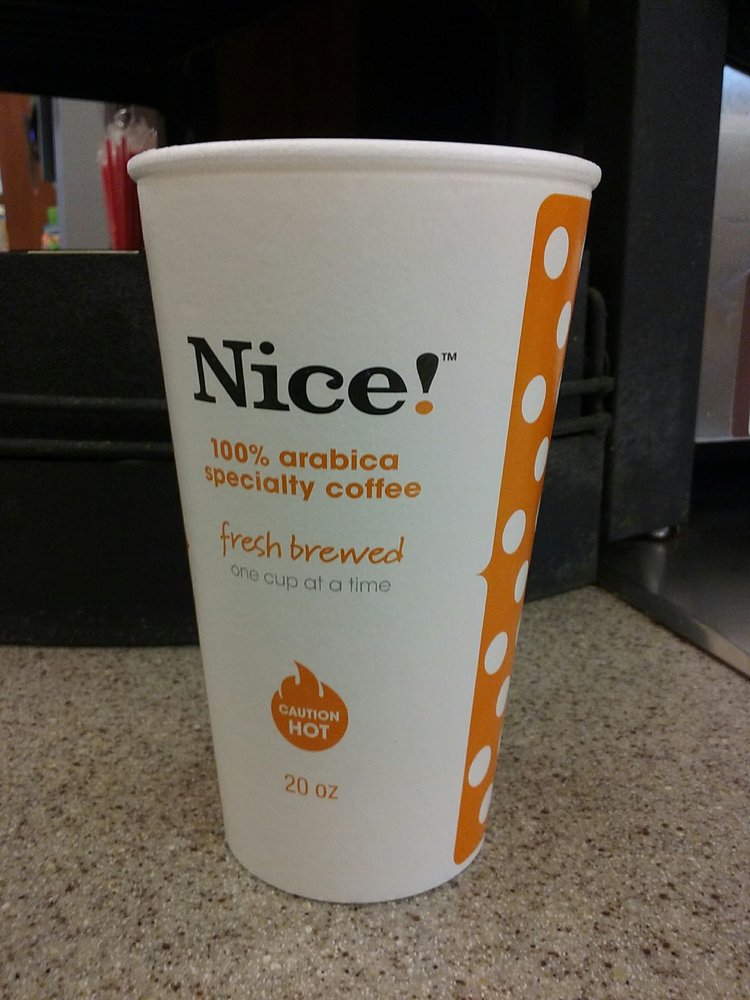 Nice!™
100% arabica
specialty coffee
fresh brewed
one cup at a time
CAUTION
HOT
20 oz